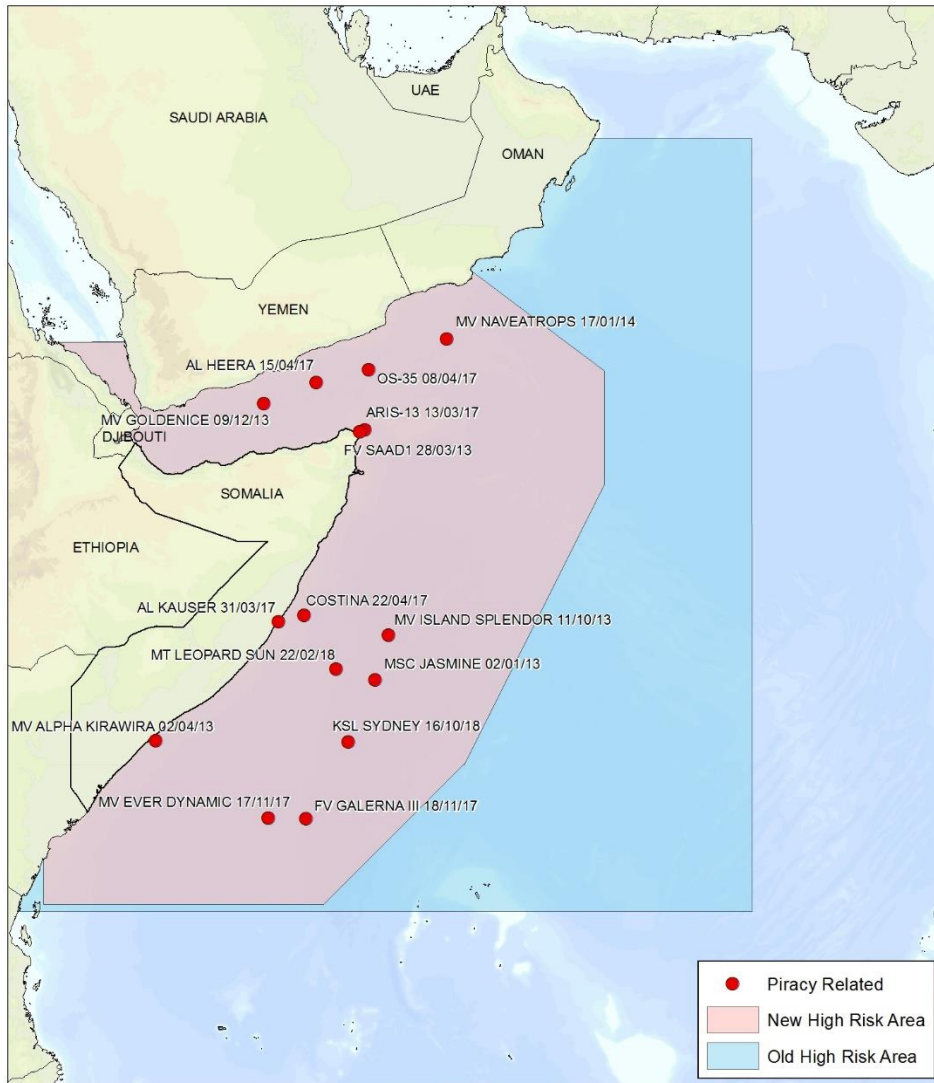 UAE
SAUDI ARABIA
OMAN
YEMEN
MV NAVEATROPS 17/01/14
AL HEERA 15/04/17
OS-35 08/04/17
ARIS-13 13/03/17
MV GOLDENICE 09/12/13
DJIBOUTI
FV SAAD1 28/03/13
SOMALIA
ETHIOPIA
COSTINA 22/04/17
AL KAUSER 31/03/17
MV ISLAND SPLENDOR 11/10/13
MT LEOPARD SUN 22/02/18
MSC JASMINE 02/01/13
MV ALPHA KIRAWIRA 02/04/13
KSL SYDNEY 16/10/18
MV EVER DYNAMIC 17/11/17
FV GALERNA III 18/11/17
Piracy Related
New High Risk Area
Old High Risk Area